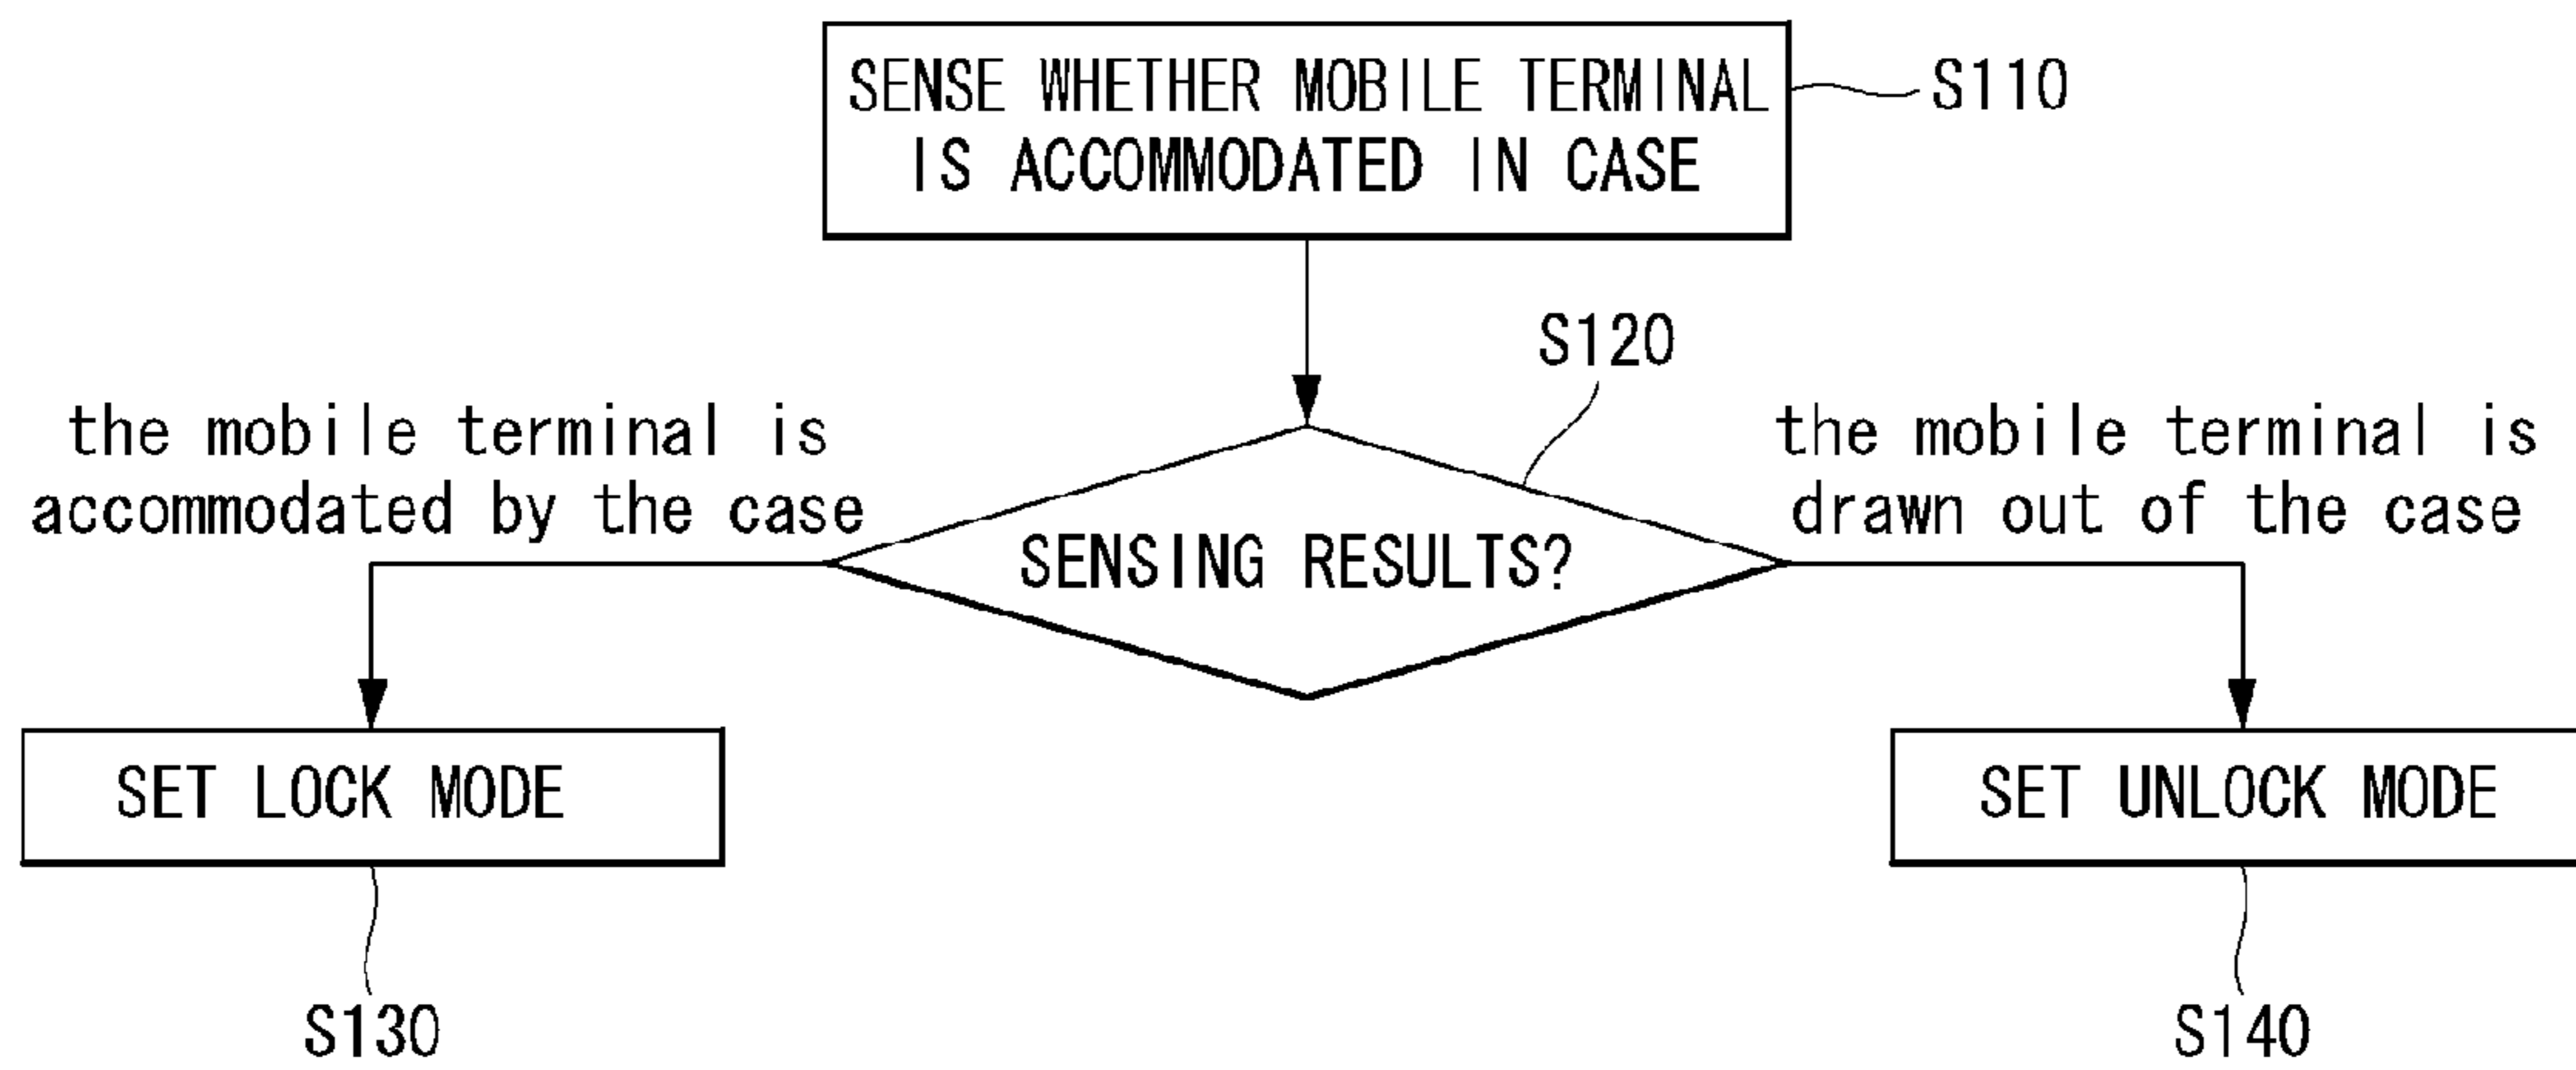 SENSE WHETHER MOBILE TERMINAL
IS ACCOMMODATED IN CASE
S110
S120
the mobile terminal is
accommodated by the case
SENSING RESULTS?
the mobile terminal is
drawn out of the case
SET LOCK MODE
SET UNLOCK MODE
S130
S140